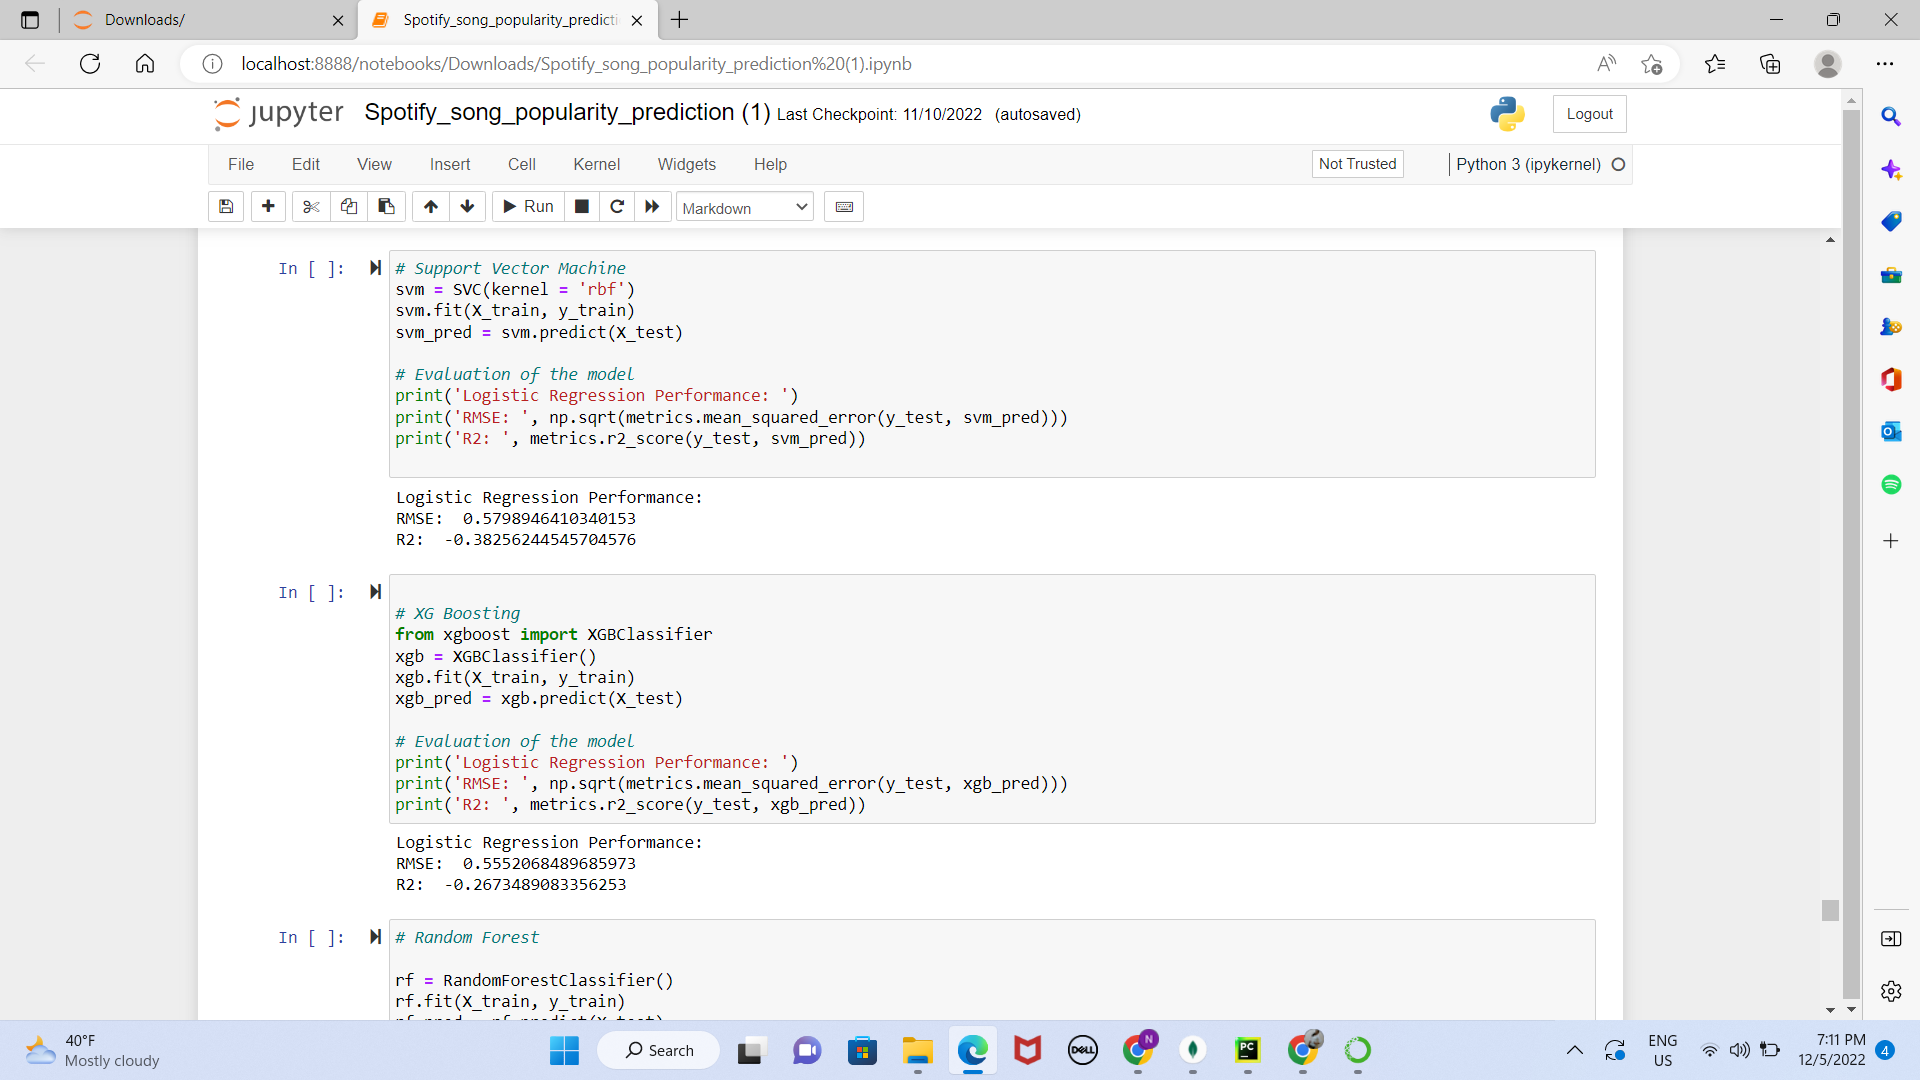 Downloads/
Spotify_song_popularity_predicti
localhost:8888/notebooks/Downloads/Spotify_song_popularity_prediction%20(1).ipynb
jupyter Spotify_song_popularity_prediction (1) Last Checkpoint: 11/10/2022 (autosaved)
Logout
File Edit View Insert Cell Kernel Widgets Help
Not Trusted
Python 3 (ipykernel)
Run
Markdown
In [ ]:
# Support Vector Machine
svm = SVC(kernel = 'rbf')
svm.fit(X_train, y_train)
svm_pred = svm.predict(X_test)
# Evaluation of the model
print('Logistic Regression Performance: ')
print('RMSE: ', np.sqrt(metrics.mean_squared_error(y_test, svm_pred)))
print('R2: ', metrics.r2_score(y_test, svm_pred))
Logistic Regression Performance:
RMSE:  0.5798946410340153
R2:  -0.38256244545704576
In [ ]:
# XG Boosting
from xgboost import XGBClassifier
xgb = XGBClassifier()
xgb.fit(X_train, y_train)
xgb_pred = xgb.predict(X_test)
# Evaluation of the model
print('Logistic Regression Performance: ')
print('RMSE: ', np.sqrt(metrics.mean_squared_error(y_test, xgb_pred)))
print('R2: ', metrics.r2_score(y_test, xgb_pred))
Logistic Regression Performance:
RMSE:  0.5552068489685973
R2:  -0.2673489083356253
In [ ]:
# Random Forest
rf = RandomForestClassifier()
rf.fit(X_train, y_train)
40°F
Mostly cloudy
Search
DELL
N
PC
ENG
US
7:11 PM
12/5/2022
4